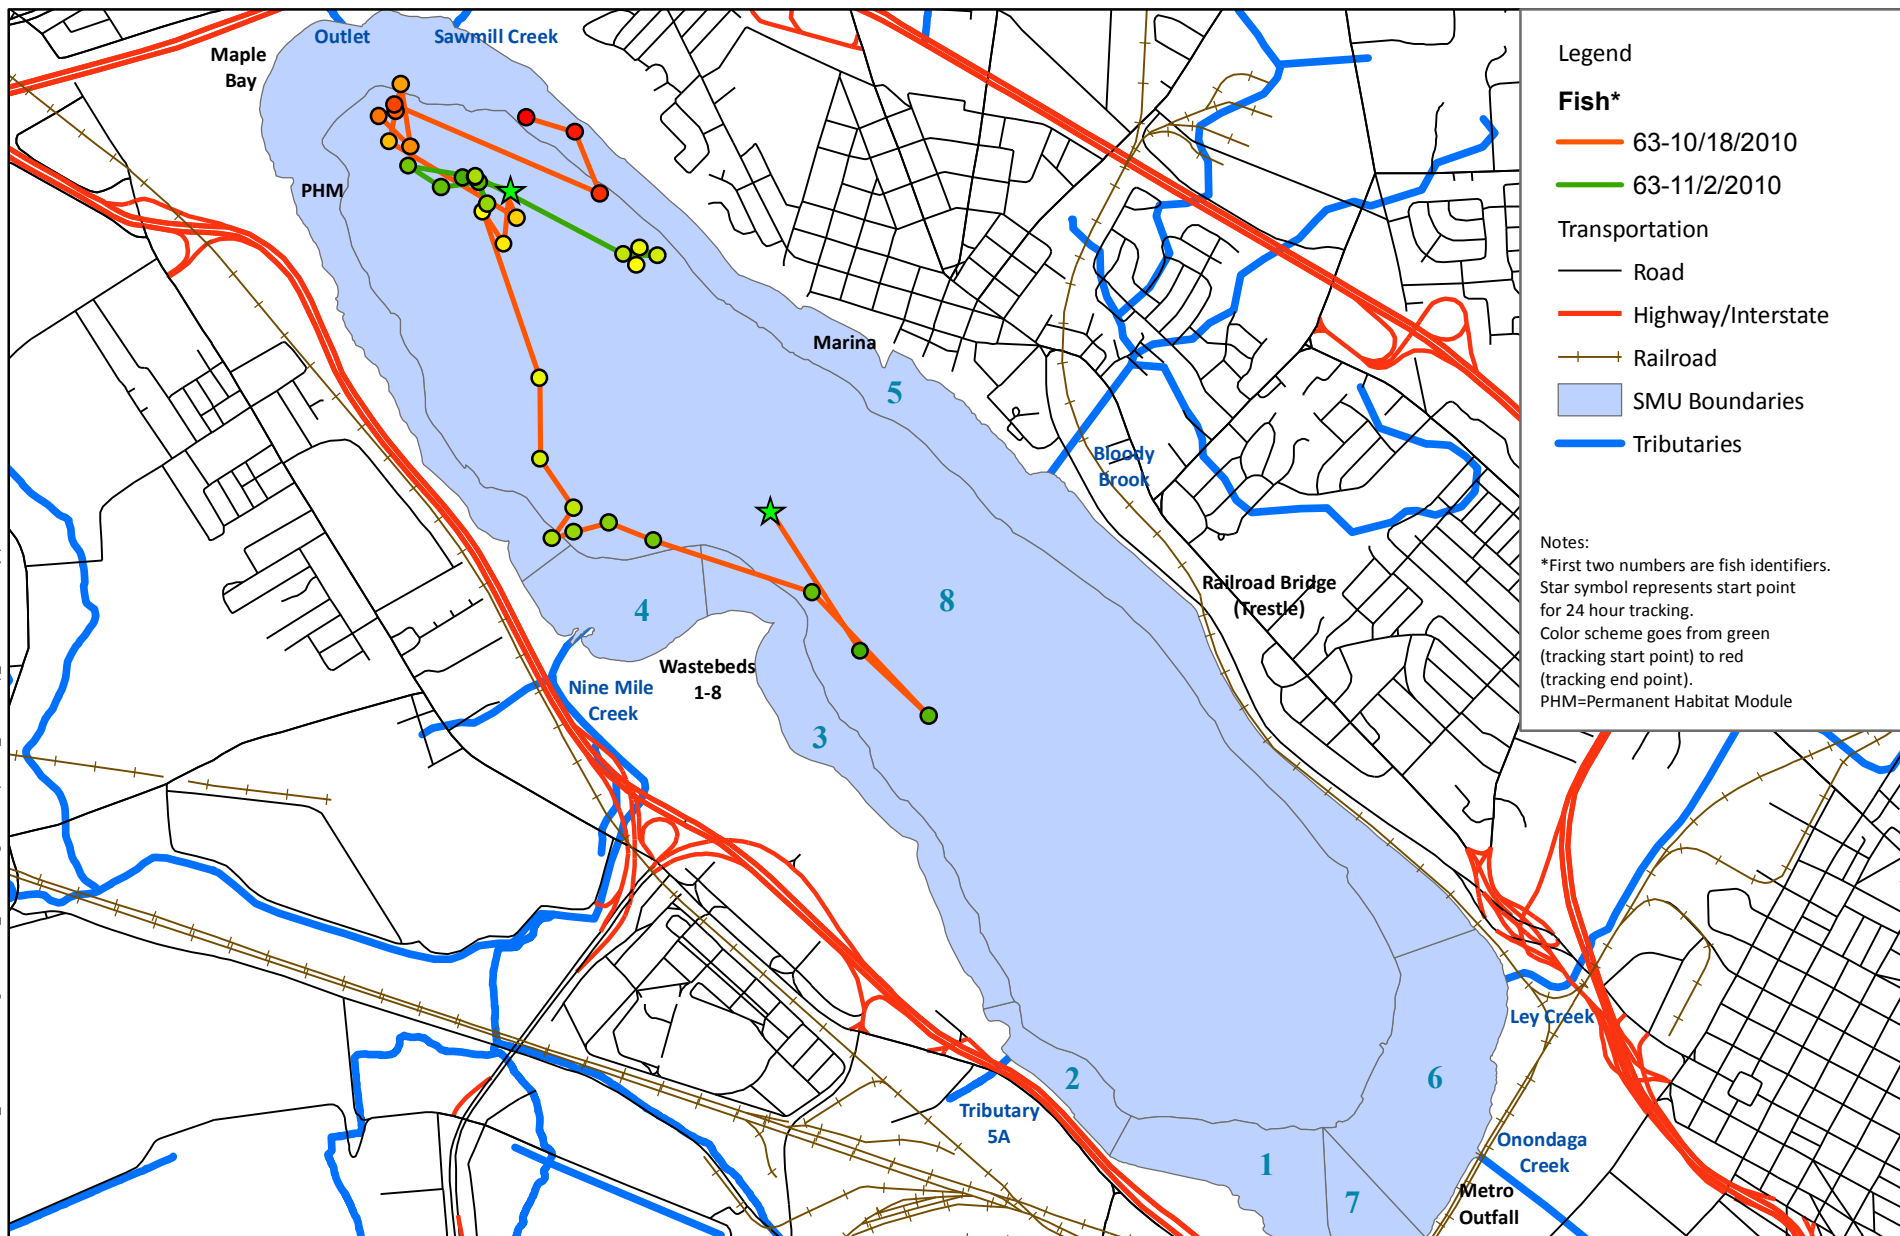 Outlet
Sawmill Creek
Maple
Bay
PHM
Marina
5
Bloody
Brook
8
Railroad Bridge
(Trestle)
4
Wastebeds
1-8
Nine Mile
Creek
3
Ley Creek
2
6
Tributary
5A
1
Onondaga
Creek
7
Metro
Outfall
Legend
Fish*
63-10/18/2010
63-11/2/2010
Transportation
Road
Highway/Interstate
Railroad
SMU Boundaries
Tributaries
Notes:
*First two numbers are fish identifiers.
Star symbol represents start point
for 24 hour tracking.
Color scheme goes from green
(tracking start point) to red
(tracking end point).
PHM=Permanent Habitat Module